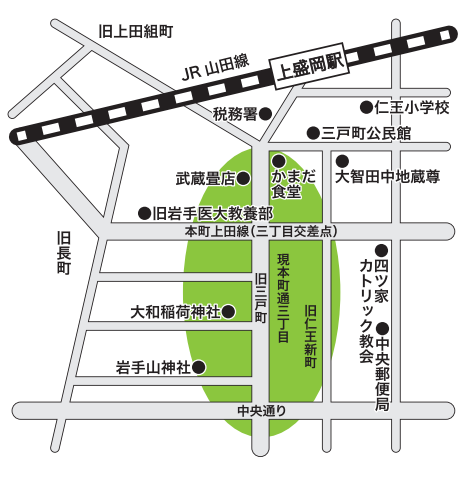 旧上田組町
JR 山田線
上盛岡駅
税務署
仁王小学校
三戸町公民館
武蔵畳店
かまだ
食堂
大智田中地蔵尊
旧岩手医大教養部
本町上田線(三丁目交差点)
旧長町
旧三戸町
現本町通三丁目
旧仁王新町
四ツ家
カトリック教会
大和稲荷神社
中央郵便局
岩手山神社
中央通り